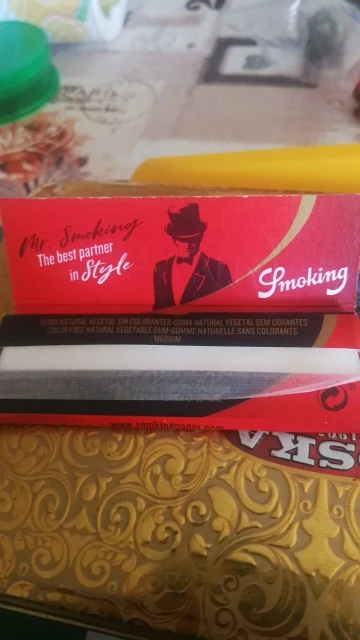 Mr. Smoking
The best partner
in Style
Smoking
GOMA NATURAL VEGETAL SIN COLORANTES-GOMA NATURAL VEGETAL SEM CORANTES
COLOR FREE NATURAL VEGETABLE GUM-GOMME NATURELLE SANS COLORANTS
- MEDIUM -
www.smokingpaper.com
SKA